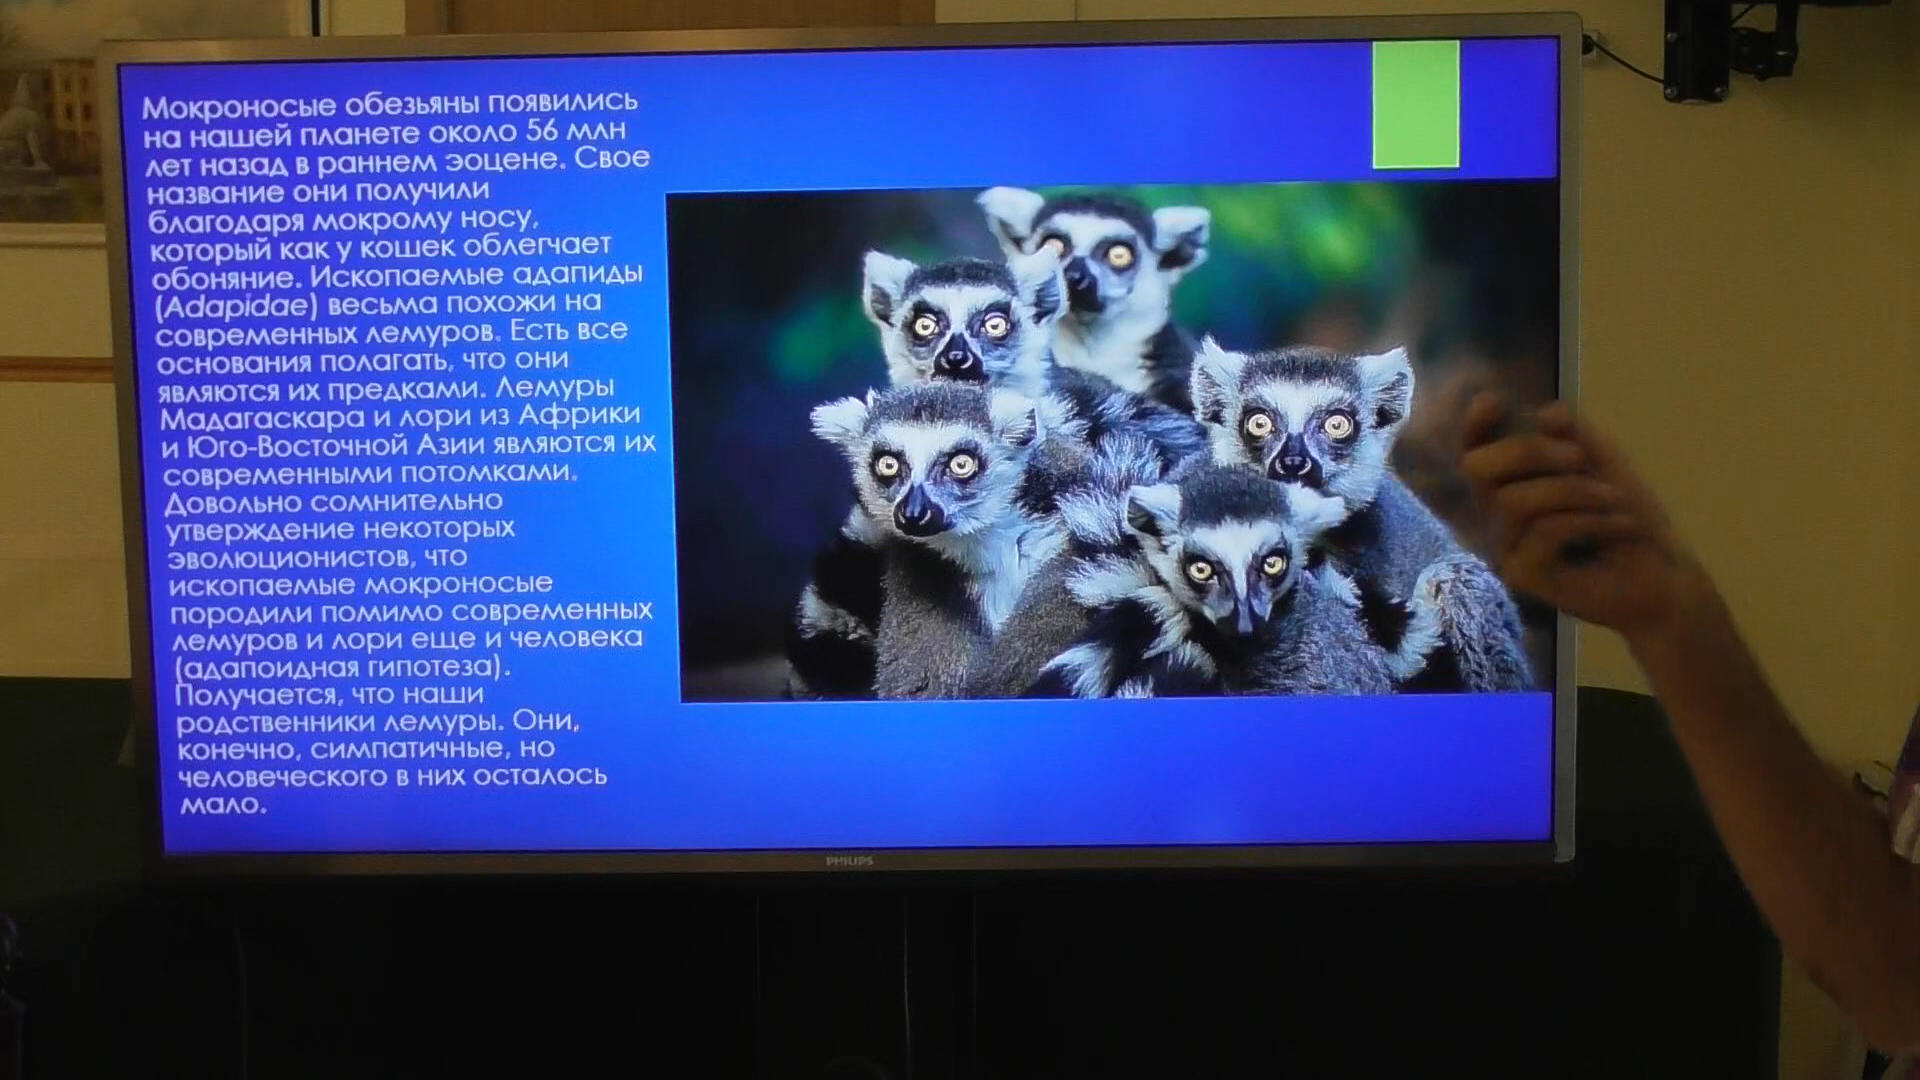 Мокроносые обезьяны появились
на нашей планете около 56 млн
лет назад в раннем эоцене. Свое
название они получили
благодаря мокрому носу,
который как у кошек облегчает
обоняние. Ископаемые адапиды
(Adapidae) весьма похожи на
современных лемуров. Есть все
основания полагать, что они
являются их предками. Лемуры
Мадагаскара и лори из Африки
и Юго-Восточной Азии являются их
современными потомками.
Довольно сомнительно
утверждение некоторых
эволюционистов, что
ископаемые мокроносые
породили помимо современных
лемуров и лори еще и человека
(адапоидная гипотеза).
Получается, что наши
родственники лемуры. Они,
конечно, симпатичные, но
человеческого в них осталось
мало.
PHILIPS